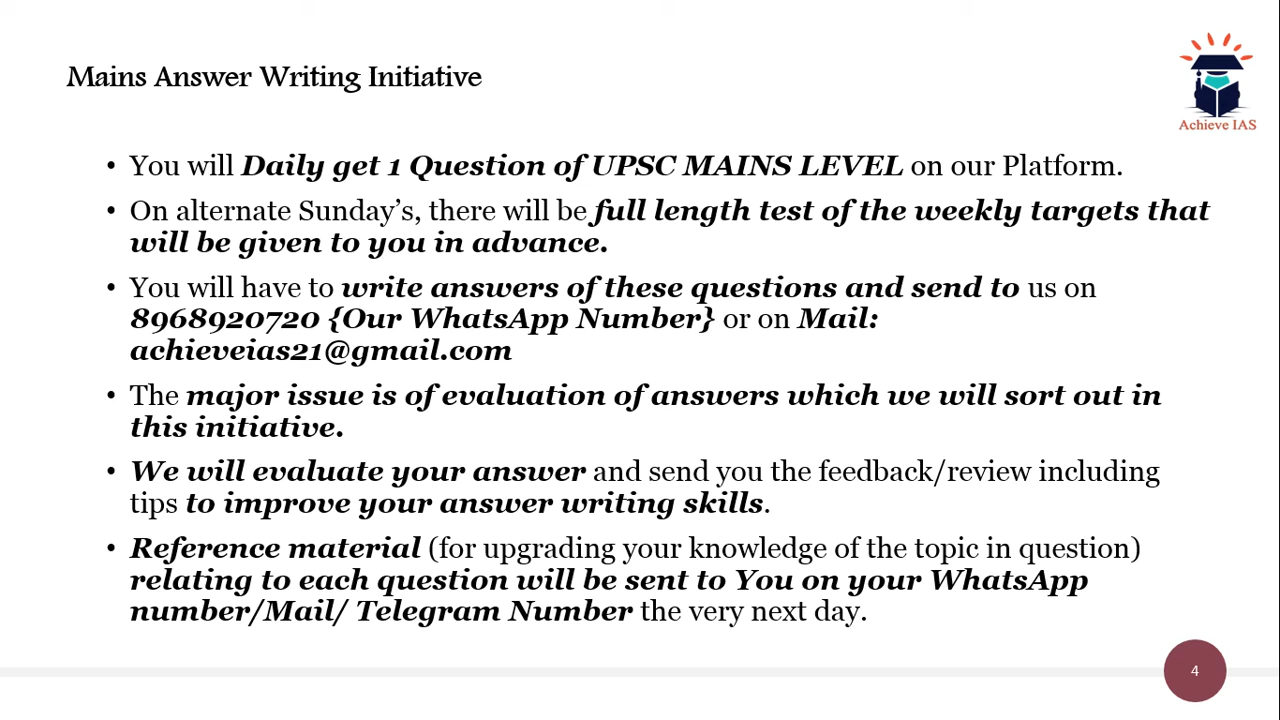 Mains Answer Writing Initiative
Achieve IAS
• You will Daily get 1 Question of UPSC MAINS LEVEL on our Platform.
• On alternate Sunday’s, there will be full length test of the weekly targets that
will be given to you in advance.
• You will have to write answers of these questions and send to us on
8968920720 {Our WhatsApp Number} or on Mail:
achieveias21@gmail.com
• The major issue is of evaluation of answers which we will sort out in
this initiative.
• We will evaluate your answer and send you the feedback/review including
tips to improve your answer writing skills.
• Reference material (for upgrading your knowledge of the topic in question)
relating to each question will be sent to You on your WhatsApp
number/Mail/ Telegram Number the very next day.
4